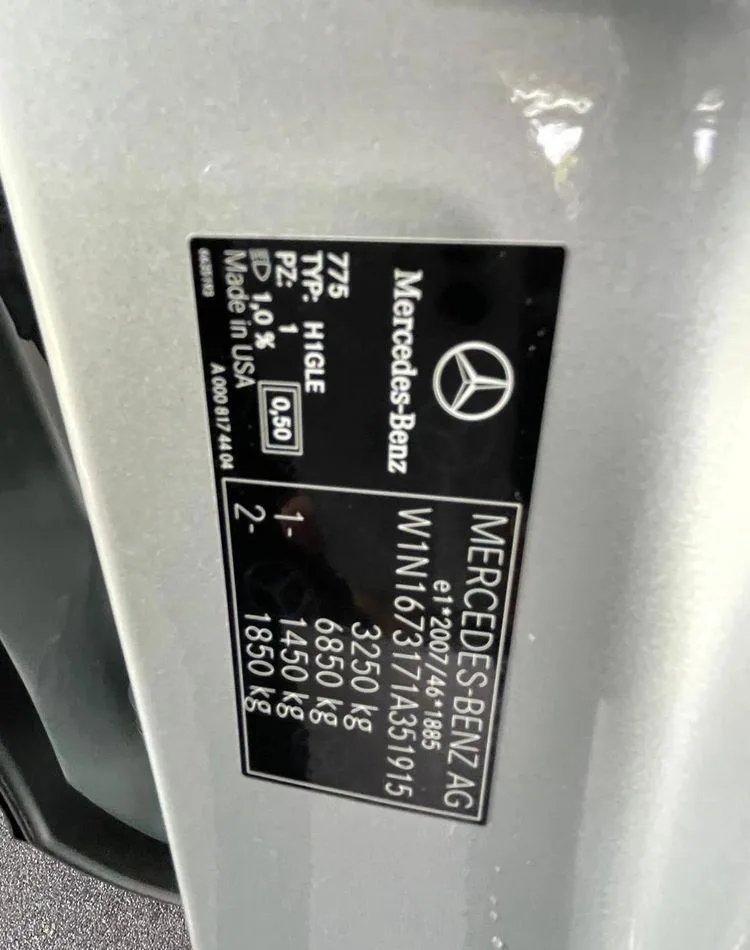 Mercedes-Benz
775
TYP: H1GLE
PZ: 1
1,0 %
0,50
Made in USA
A 000 817 44 04
MERCEDES-BENZ AG
e1*2007/46*1885
W1N1673171A351915
3250 kg
6850 kg
1- 1450 kg
2- 1850 kg